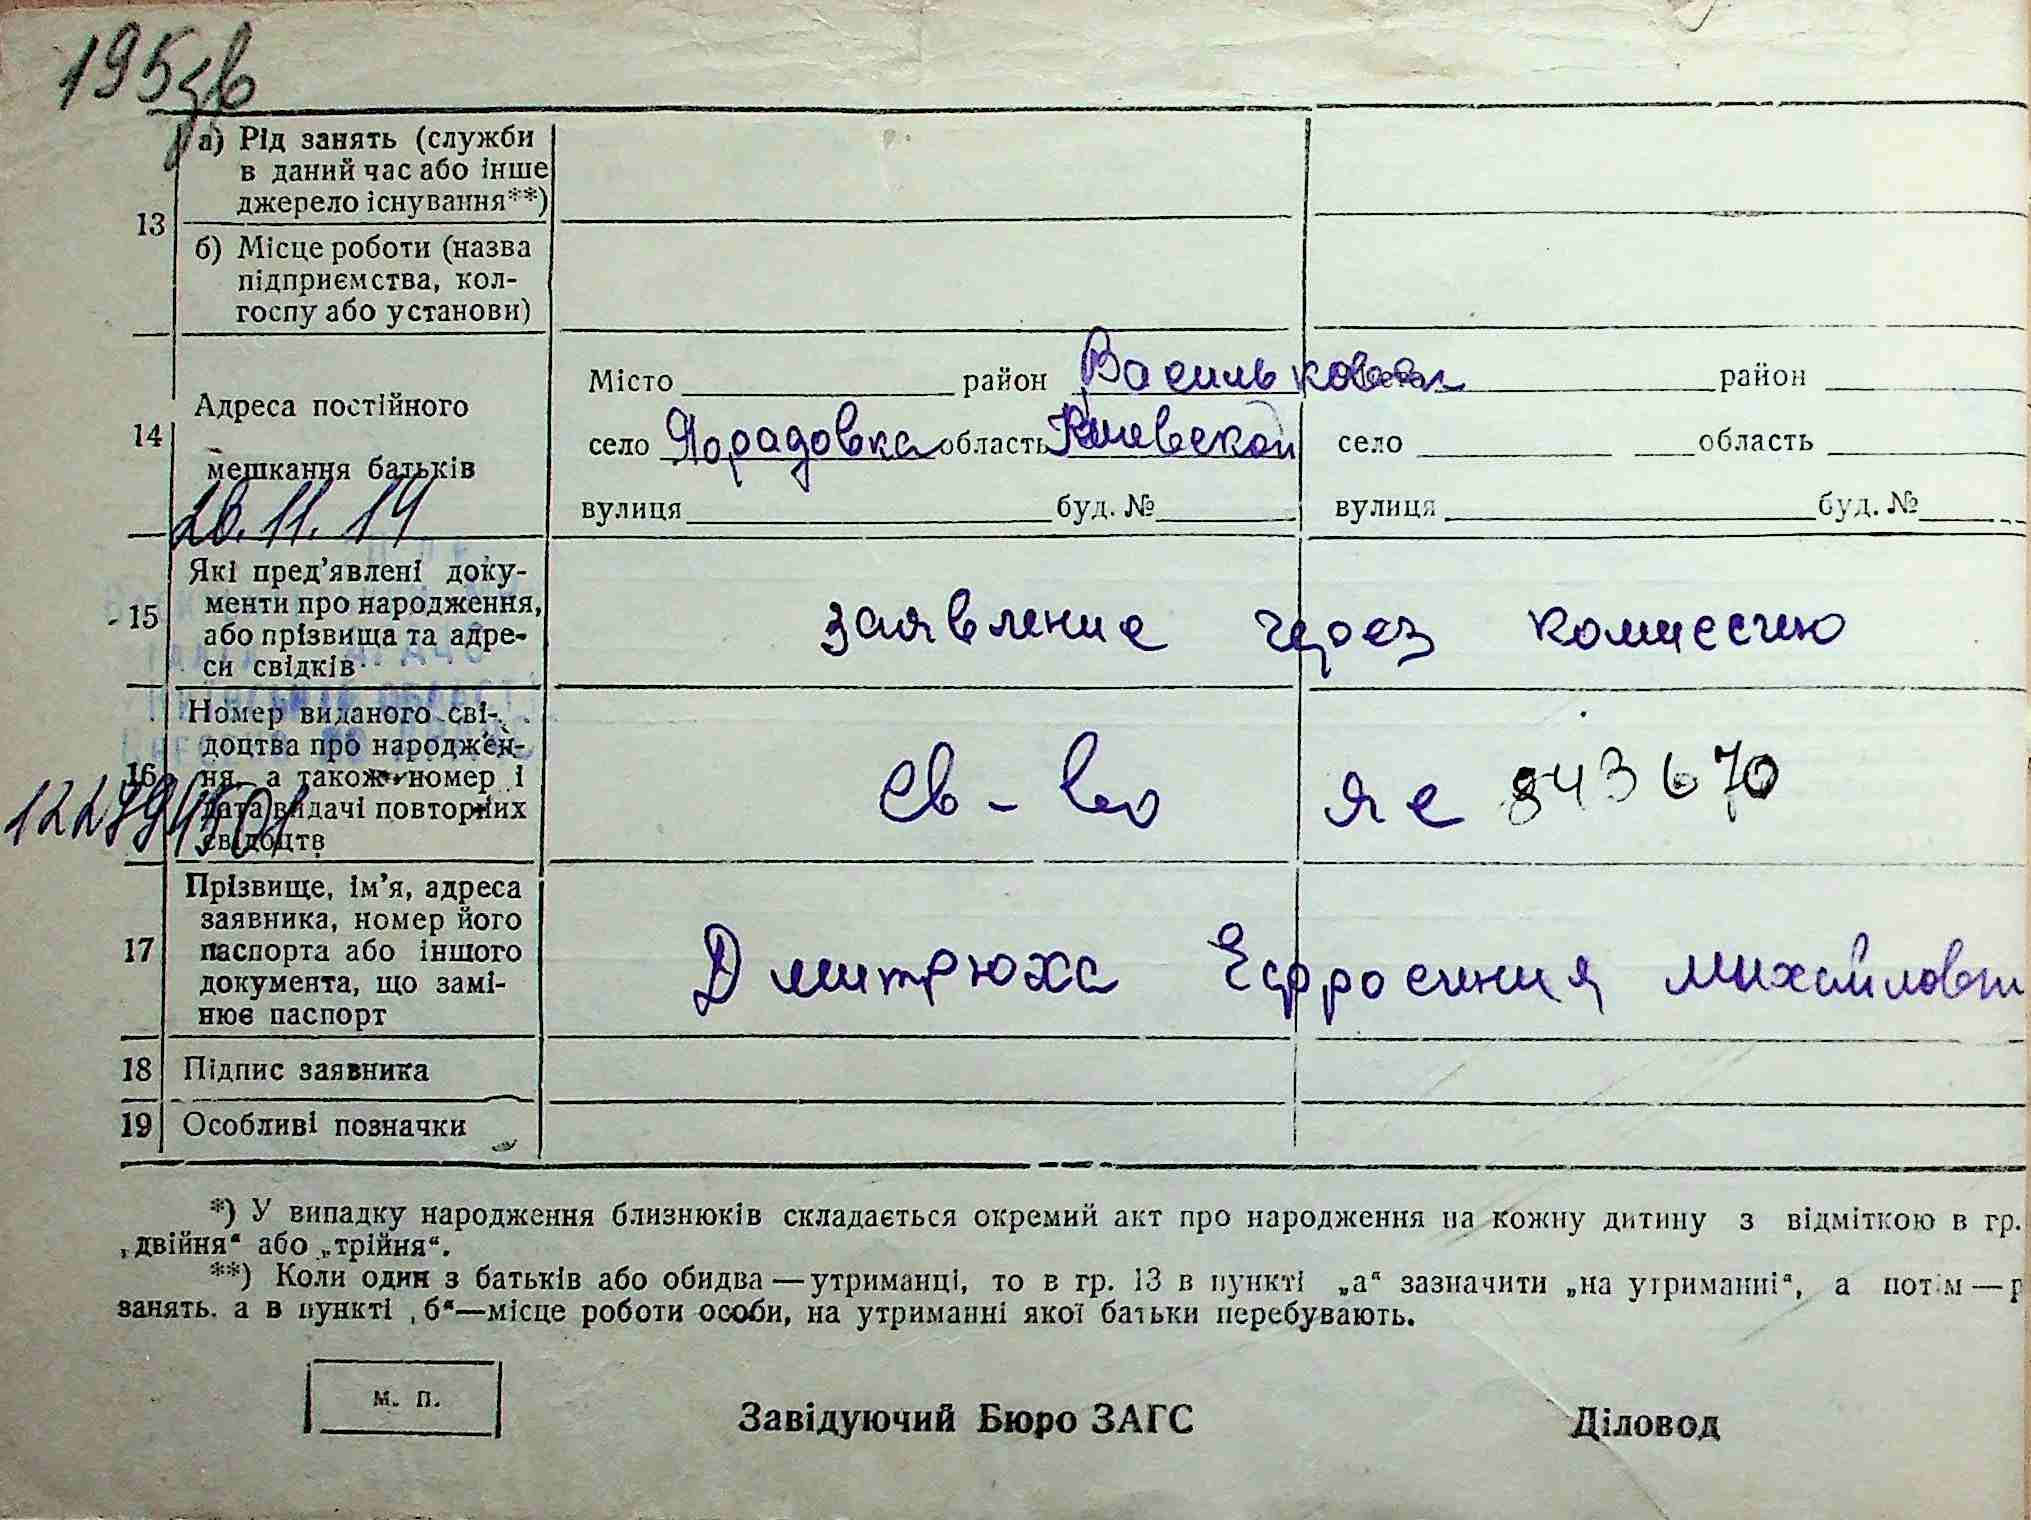 195зв
а) Рід занять (служби
в даний час або інше
джерело існування**)
13
б) Місце роботи (назва
підприємства, кол-
госпу або установи)
14 Адреса постійного
мешкання батьків
Місто район Васильковск район
село Порадовка область Киевской село область
вулиця буд. № вулиця буд. №
15 Які пред'явлені доку-
менти про народження,
або прізвища та адре-
си свідків
заявление через комиссию
16 Номер виданого сві-
доцтва про народжен-
ня, а також номер і
дата видачі повторних
свідоцтв
св-во яе 843670
17 Прізвище, ім'я, адреса
заявника, номер його
паспорта або іншого
документа, що замі-
нює паспорт
Дмитрюха Ефросиния Михайловн
18 Підпис заявника
19 Особливі позначки
*) У випадку народження близнюків складається окремий акт про народження на кожну дитину з відміткою в гр.
„двійня“ або „трійня“.
**) Коли один з батьків або обидва — утриманці, то в гр. 13 в пункті „а“ зазначити „на утриманні“, а потім — р
занять. а в пункті „б“—місце роботи особи, на утриманні якої батьки перебувають.
м. п.
Завідуючий Бюро ЗАГС Діловод